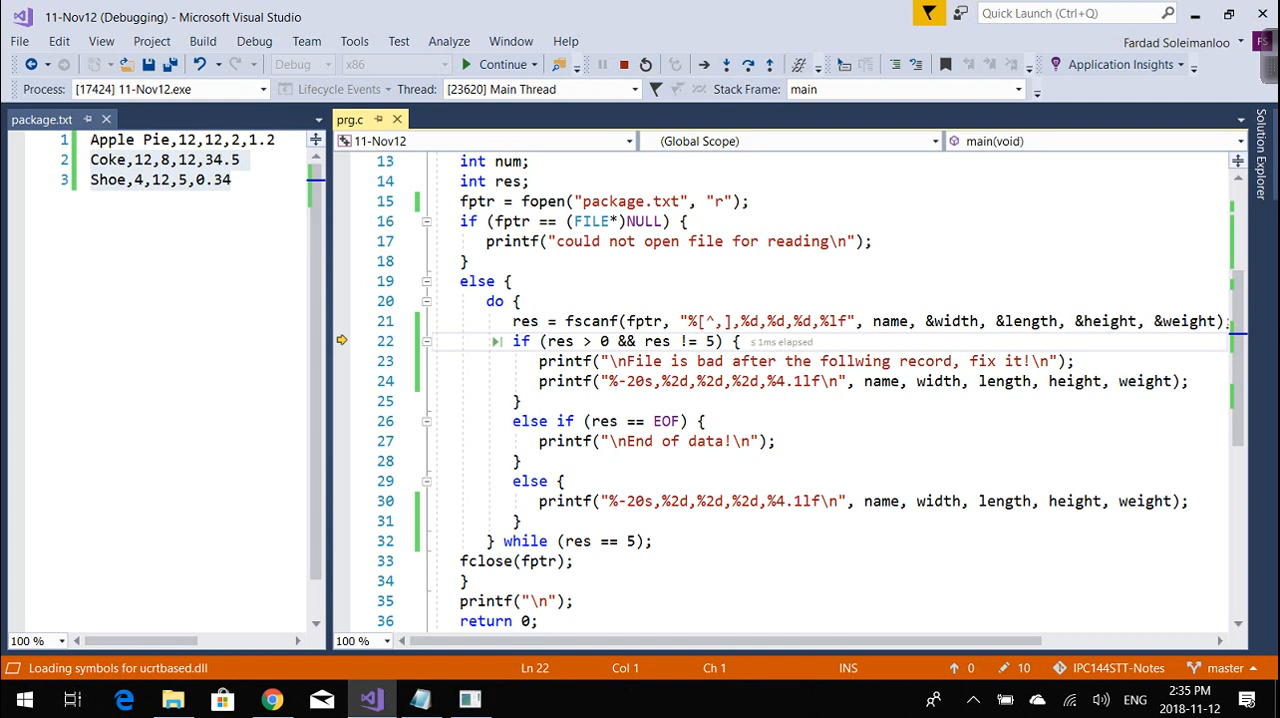 11-Nov12 (Debugging) - Microsoft Visual Studio
Quick Launch (Ctrl+Q)
File Edit View Project Build Debug Team Tools Test Analyze Window Help
Fardad Soleimanloo FS
Debug x86 Continue Application Insights
Process: [17424] 11-Nov12.exe Lifecycle Events Thread: [23620] Main Thread Stack Frame: main
package.txt
1 Apple Pie,12,12,2,1.2
2 Coke,12,8,12,34.5
3 Shoe,4,12,5,0.34
100 %
prg.c
11-Nov12 (Global Scope) main(void)
13 int num;
14 int res;
15 fptr = fopen("package.txt", "r");
16 if (fptr == (FILE*)NULL) {
17 printf("could not open file for reading\n");
18 }
19 else {
20 do {
21 res = fscanf(fptr, "%[^,],%d,%d,%d,%lf", name, &width, &length, &height, &weight);
22 if (res > 0 && res != 5) { ≤1ms elapsed
23 printf("\nFile is bad after the follwing record, fix it!\n");
24 printf("%-20s,%2d,%2d,%2d,%4.1lf\n", name, width, length, height, weight);
25 }
26 else if (res == EOF) {
27 printf("\nEnd of data!\n");
28 }
29 else {
30 printf("%-20s,%2d,%2d,%2d,%4.1lf\n", name, width, length, height, weight);
31 }
32 } while (res == 5);
33 fclose(fptr);
34 }
35 printf("\n");
36 return 0;
100 %
Solution Explorer
Loading symbols for ucrtbased.dll Ln 22 Col 1 Ch 1 INS 0 10 IPC144STT-Notes master
ENG
2:35 PM
2018-11-12